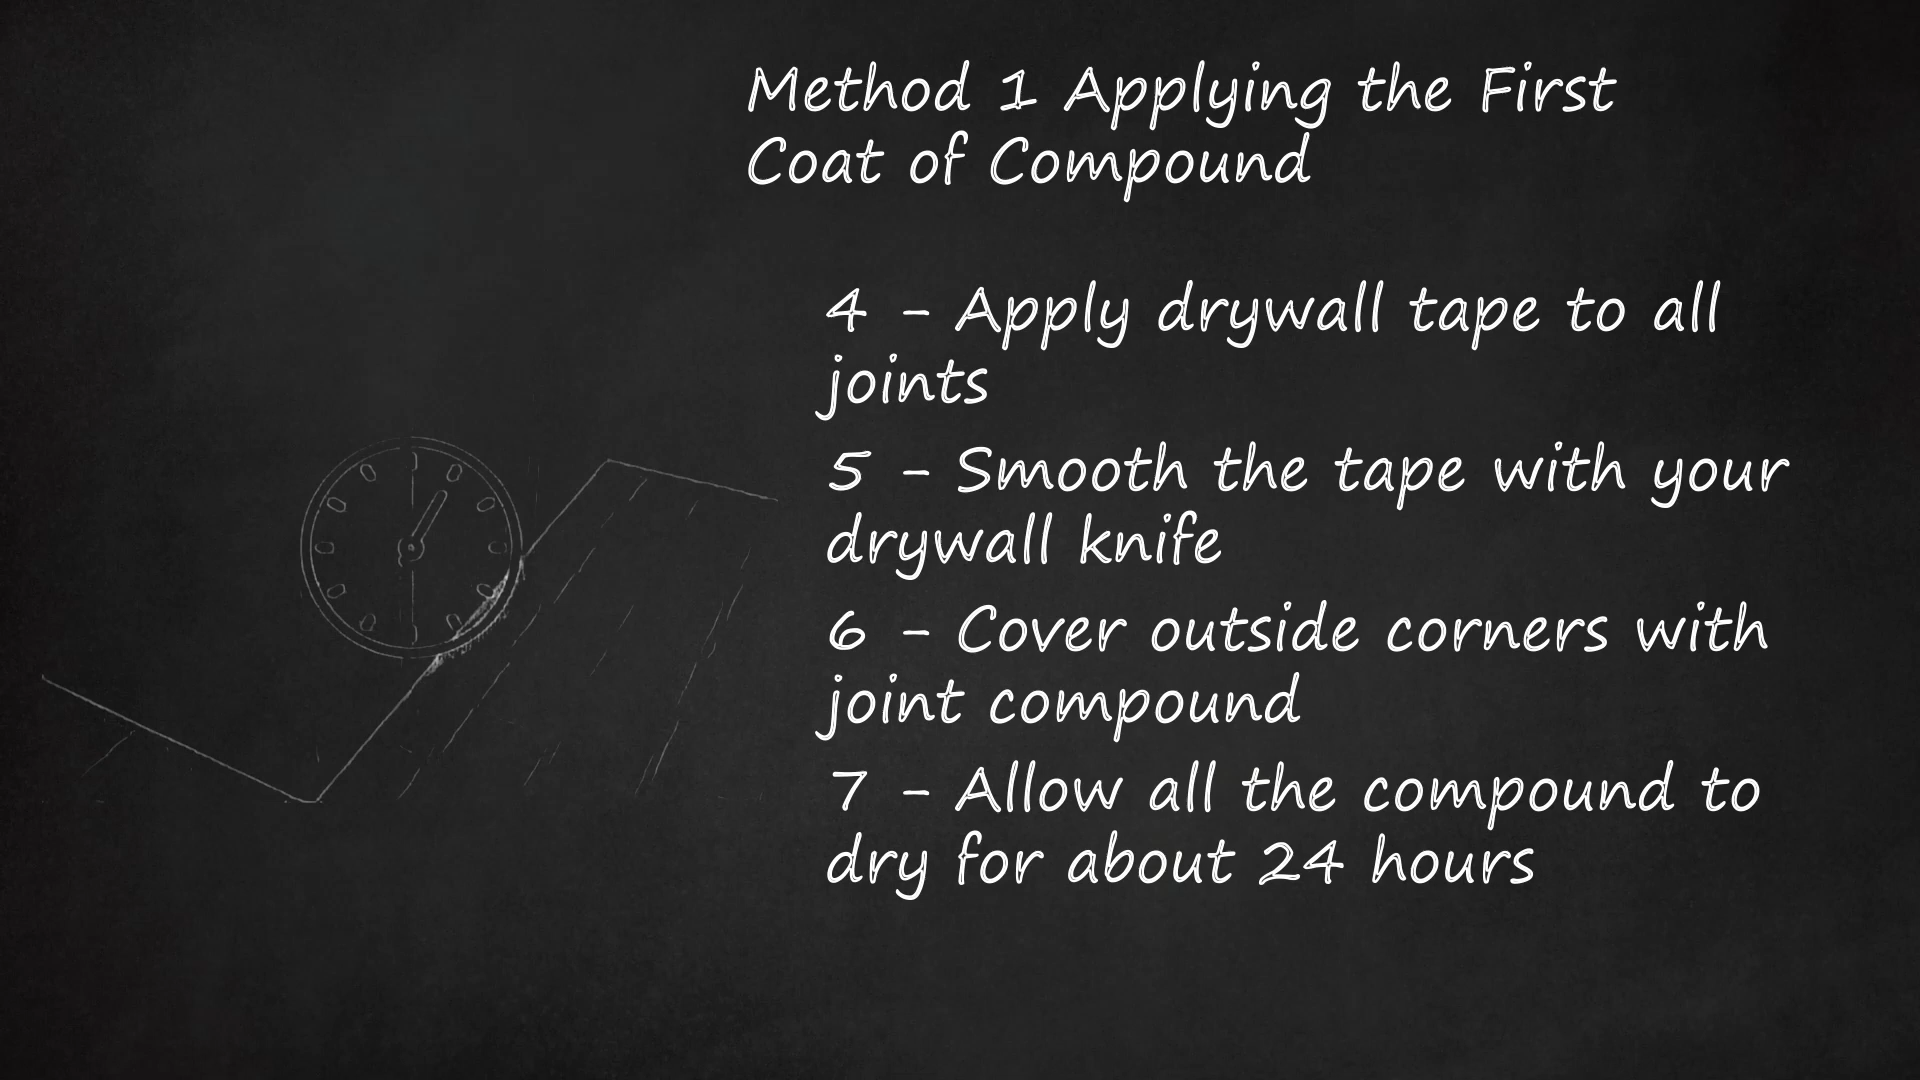 Method 1 Applying the First
Coat of Compound
4 - Apply drywall tape to all
joints
5 - Smooth the tape with your
drywall knife
6 - Cover outside corners with
joint compound
7 - Allow all the compound to
dry for about 24 hours